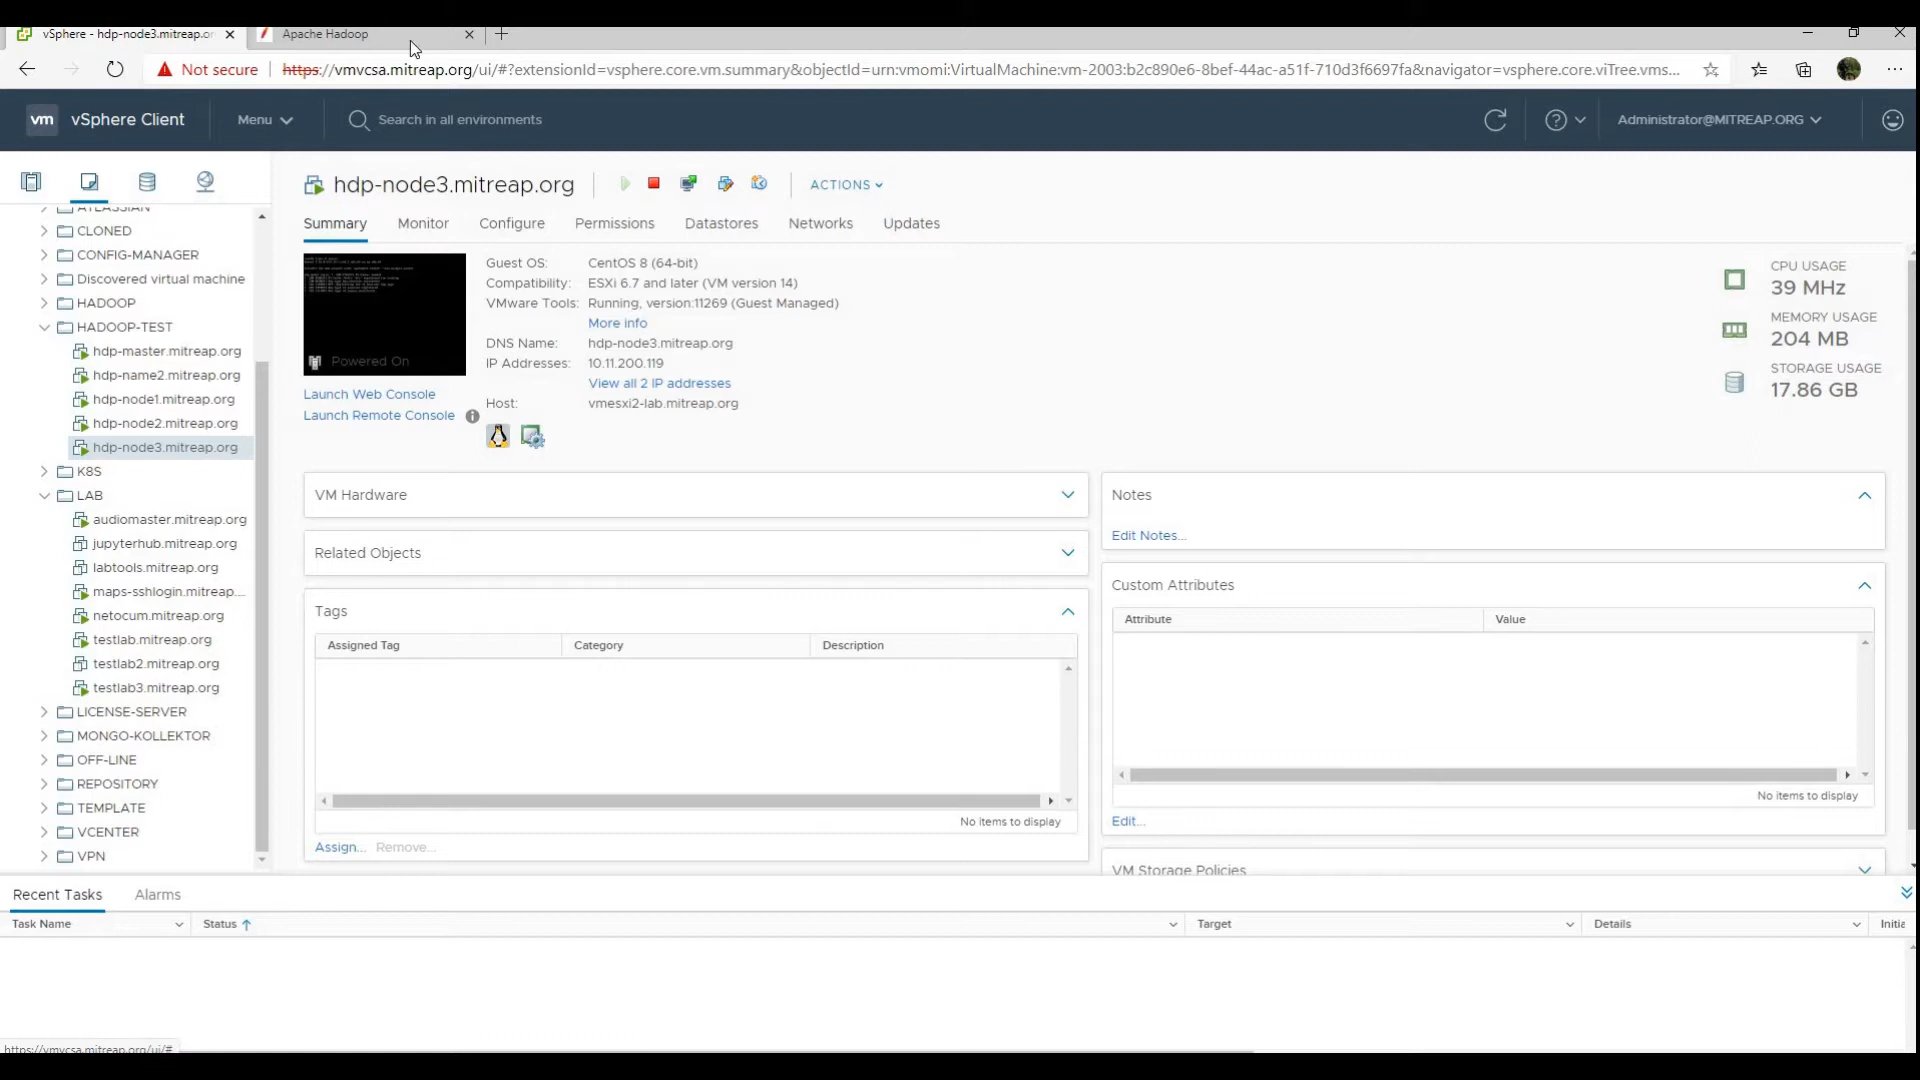 vSphere - hdp-node3.mitreap.or
Apache Hadoop
Not secure
https://vmvcsa.mitreap.org/ui/#?extensionId=vsphere.core.vm.summary&objectId=urn:vmomi:VirtualMachine:vm-2003:b2c890e6-8bef-44ac-a51f-710d3f6697fa&navigator=vsphere.core.viTree.vms...
vm
vSphere Client
Menu
Search in all environments
Administrator@MITREAP.ORG
hdp-node3.mitreap.org
ACTIONS
Summary
Monitor
Configure
Permissions
Datastores
Networks
Updates
ATLASSIAN
CLONED
CONFIG-MANAGER
Discovered virtual machine
HADOOP
HADOOP-TEST
hdp-master.mitreap.org
hdp-name2.mitreap.org
hdp-node1.mitreap.org
hdp-node2.mitreap.org
hdp-node3.mitreap.org
K8S
LAB
audiomaster.mitreap.org
jupyterhub.mitreap.org
labtools.mitreap.org
maps-sshlogin.mitreap....
netocum.mitreap.org
testlab.mitreap.org
testlab2.mitreap.org
testlab3.mitreap.org
LICENSE-SERVER
MONGO-KOLLEKTOR
OFF-LINE
REPOSITORY
TEMPLATE
VCENTER
VPN
Powered On
Launch Web Console
Launch Remote Console
Guest OS: CentOS 8 (64-bit)
Compatibility: ESXi 6.7 and later (VM version 14)
VMware Tools: Running, version:11269 (Guest Managed)
More info
DNS Name: hdp-node3.mitreap.org
IP Addresses: 10.11.200.119
View all 2 IP addresses
Host: vmesxi2-lab.mitreap.org
CPU USAGE
39 MHz
MEMORY USAGE
204 MB
STORAGE USAGE
17.86 GB
VM Hardware
Related Objects
Tags
Assigned Tag Category Description
No items to display
Assign... Remove...
Notes
Edit Notes...
Custom Attributes
Attribute Value
No items to display
Edit...
VM Storage Policies
Recent Tasks Alarms
Task Name Status Target Details Initia
https://vmvcsa.mitreap.org/ui/#